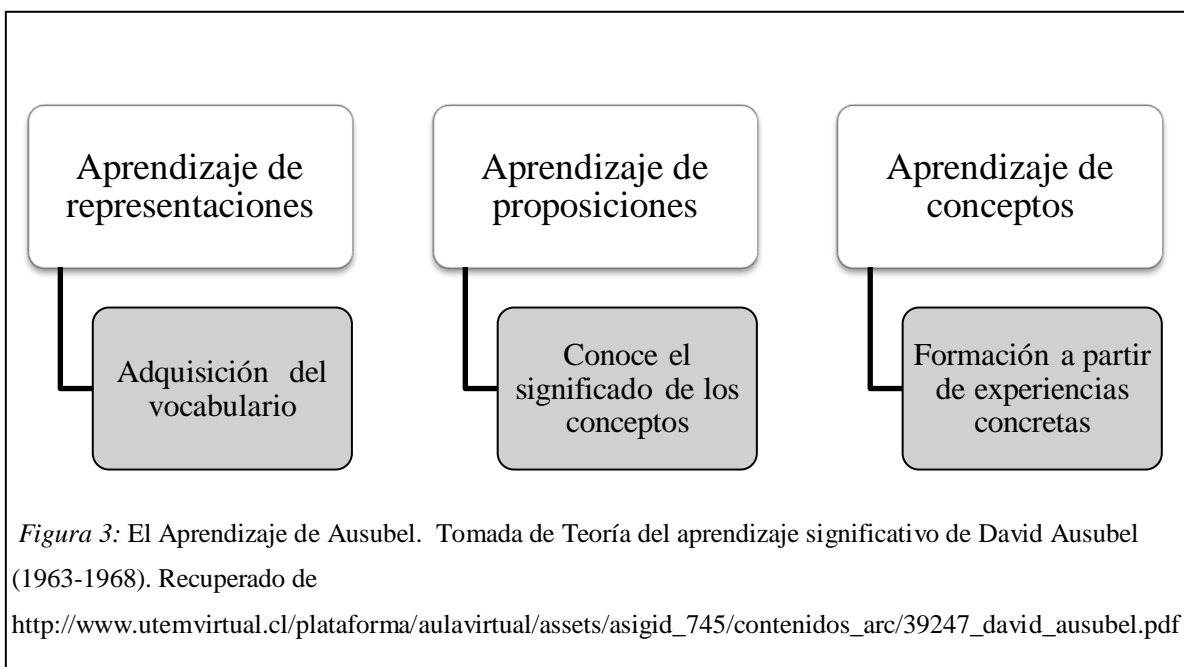 Aprendizaje de
representaciones
Adquisición del
vocabulario
Aprendizaje de
proposiciones
Conoce el
significado de los
conceptos
Aprendizaje de
conceptos
Formación a partir
de experiencias
concretas
Figura 3: El Aprendizaje de Ausubel. Tomada de Teoría del aprendizaje significativo de David Ausubel
(1963-1968). Recuperado de
http://www.utemvirtual.cl/plataforma/aulavirtual/assets/asigid_745/contenidos_arc/39247_david_ausubel.pdf